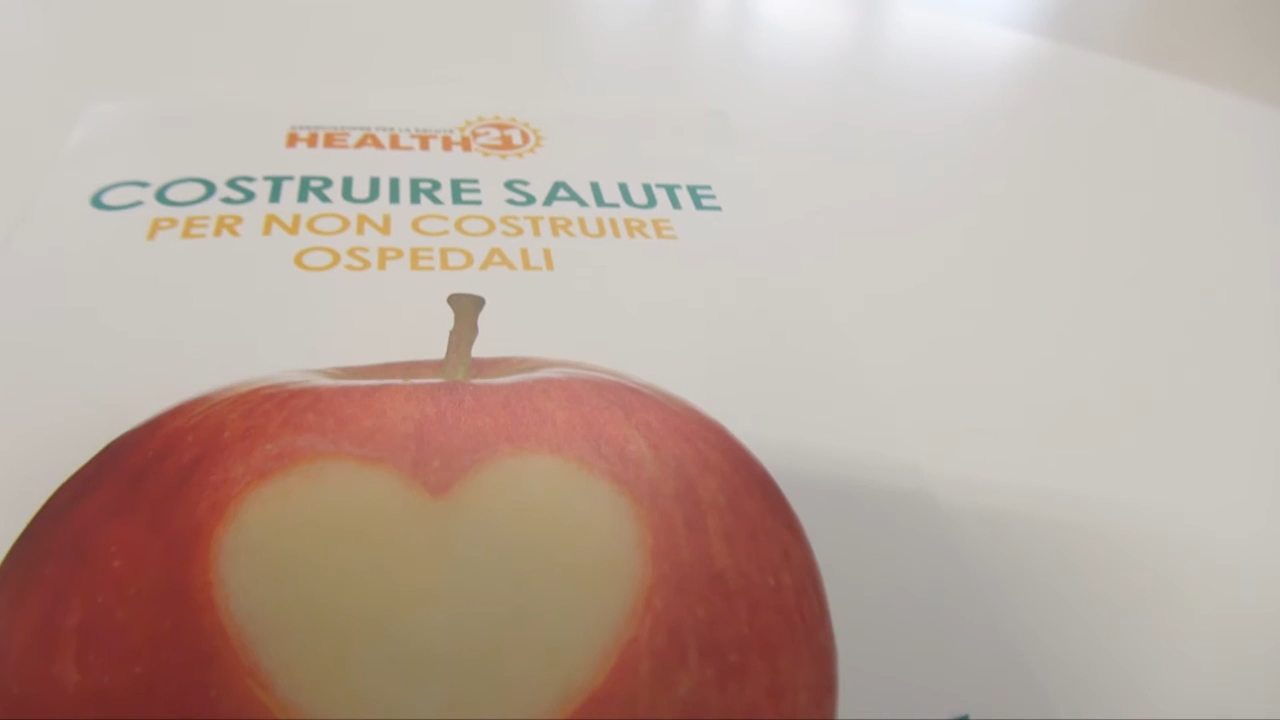 HEALTH21
COSTRUIRE SALUTE
PER NON COSTRUIRE
OSPEDALI